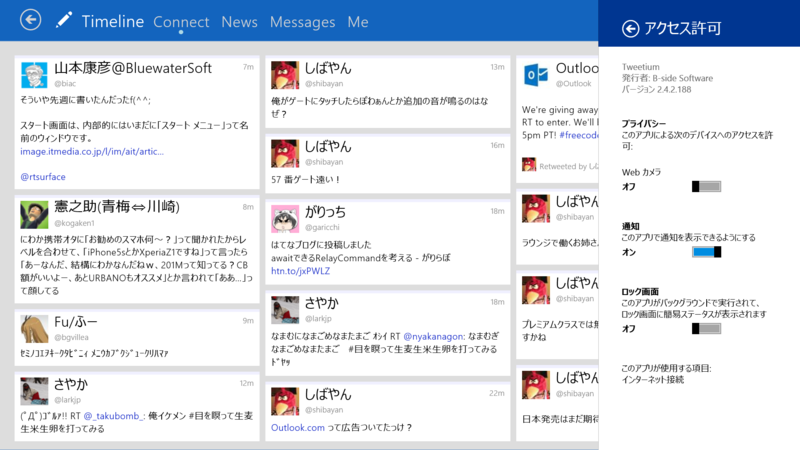 Timeline Connect News Messages Me
山本康彦@BluewaterSoft 7m
@biac
そういや先週に書いたんだったf(^^;
スタート画面は、内部的にはいまだに「スタート メニュー」って名
前のウィンドウです。
image.itmedia.co.jp/l/im/ait/artic...
@rtsurface
憲之助(青梅⇔川崎) 8m
@kogaken1
にわか携帯オタに「お勧めのスマホ何〜？」って聞かれたからレ
ベルを合わせて、「iPhone5sとかXperiaZ1ですね」って言ったら
「あーなんだ、結構にわかなんだねｗ、201Mって知ってる？CB
額がいいよー、あとURBANOもオススメ」とか言われて「ああ…」っ
て顔してる
Fu/ふー 9m
@bgvillea
ｾﾐﾉｺｴﾗｷｰｸﾀﾋﾞﾆｨ ﾒﾆｳｶﾌﾞｸｼﾞｭｰｸﾘﾊﾏｧ
さやか 12m
@larkjp
(ﾟДﾟ)ｺﾞﾙｧ!! RT @_takubomb_: 俺イケメン #目を瞑って生麦
生米生卵を打ってみる
しばやん 13m
@shibayan
俺がゲートにタッチしたらぽわぁんとか追加の音が鳴るのはな
ぜ？
しばやん 16m
@shibayan
57 番ゲート遠い！
がりっち 18m
@garicchi
はてなブログに投稿しました
awaitできるRelayCommandを考える - がりらぼ
htn.to/jxPWLZ
さやか 18m
@larkjp
なまむになまごめなまたまご ｵｼｲ RT @nyakanagon: なまむぎ
なまごめなまたまご #目を瞑って生麦生米生卵を打ってみる
ﾄﾞﾔｯ
しばやん 22m
@shibayan
Outlook.com って広告ついてたっけ？
Outloo
@Outlook
We're giving away
RT to enter. We'll
5pm PT! #freecode
Retweeted by しば
しばやん
@shibayan
ラウンジで働くお姉さん
しばやん
@shibayan
プレミアムクラスでは無
すかね
しばやん
@shibayan
日本発売はまだ期待
アクセス許可
Tweetium
発行者: B-side Software
バージョン 2.4.2.188
プライバシー
このアプリによる次のデバイスへのアクセスを許
可:
Web カメラ
オフ
通知
このアプリで通知を表示できるようにする
オン
ロック画面
このアプリがバックグラウンドで実行されて、
ロック画面に簡易ステータスが表示されます
オフ
このアプリが使用する項目:
インターネット接続